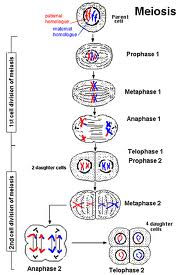 Meiosis
paternal
homologue
maternal
homologue
Parent
cell
1st cell division of meiosis
Prophase 1
Metaphase 1
Anaphase 1
Telophase 1
Prophase 2
2 daughter cells
2nd cell division of meiosis
Metaphase 2
4 daughter
cells
Anaphase 2
Telophase 2